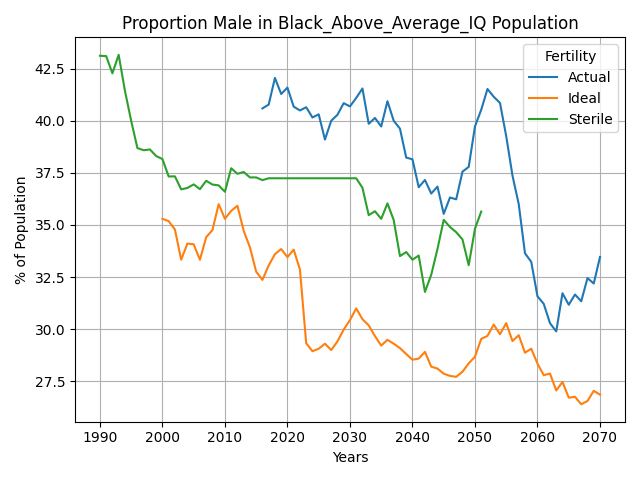 Proportion Male in Black_Above_Average_IQ Population
Fertility
Actual
Ideal
Sterile
% of Population
42.5
40.0
37.5
35.0
32.5
30.0
27.5
1990 2000 2010 2020 2030 2040 2050 2060 2070
Years